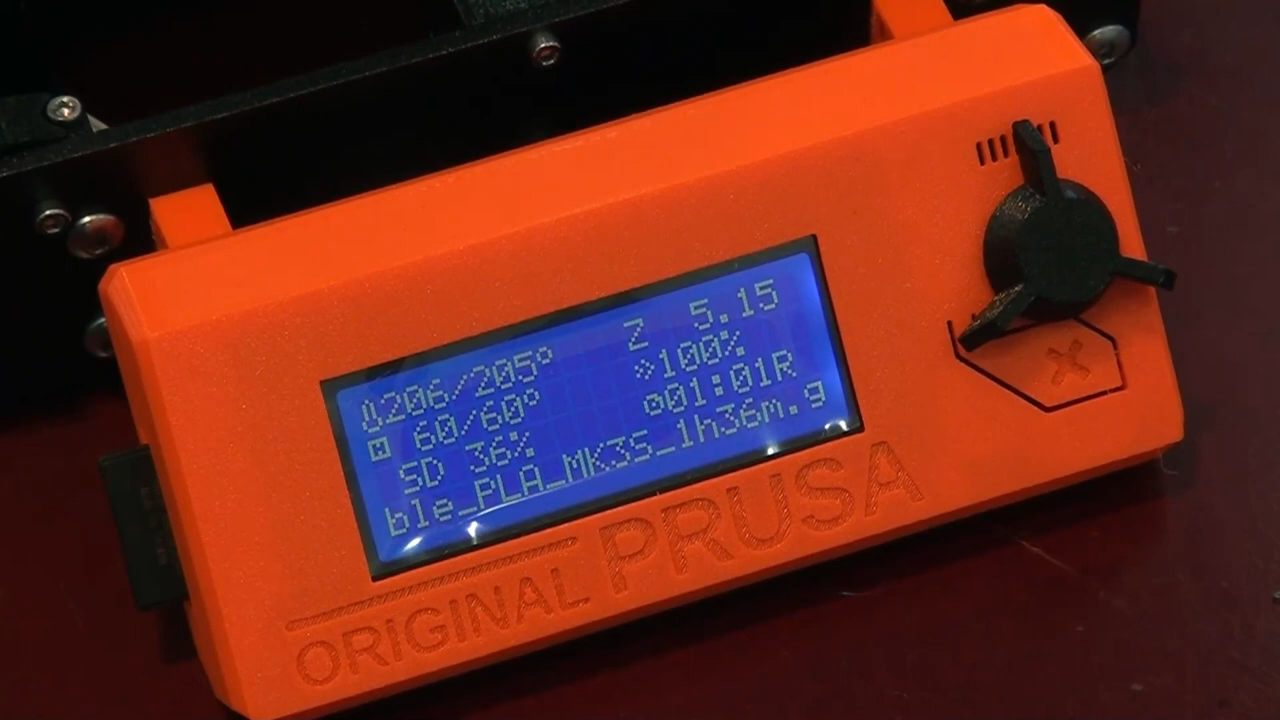 206/205° Z 5.15
60/60° 100%
SD 36% 01:01R
ble_PLA_MK3S_1h36m.g
ORIGINAL PRUSA